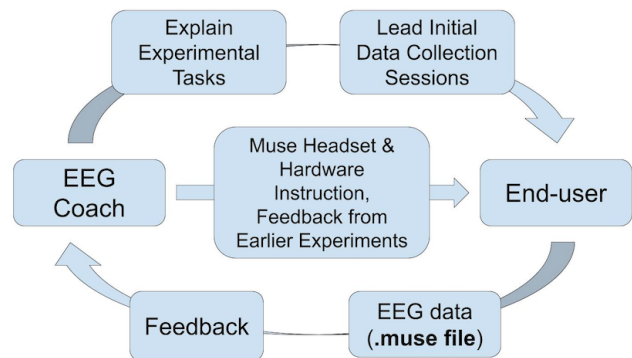 Explain
Experimental
Tasks
Lead Initial
Data Collection
Sessions
EEG
Coach
Muse Headset &
Hardware
Instruction,
Feedback from
Earlier Experiments
End-user
Feedback
EEG data
(.muse file)